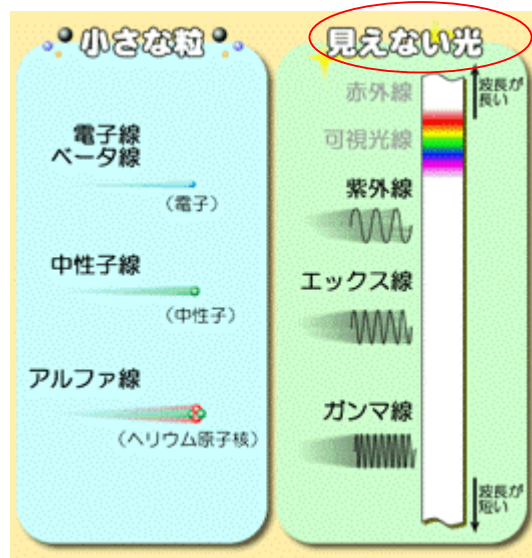 小さな粒
電子線
ベータ線
（電子）
中性子線
（中性子）
アルファ線
（ヘリウム原子核）
見えない光
波長が
長い
赤外線
可視光線
紫外線
エックス線
ガンマ線
波長が
短い